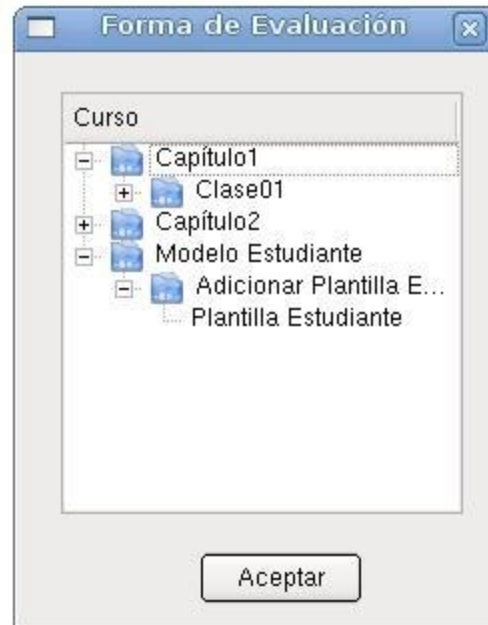 Forma de Evaluación
Curso
Capítulo1
Clase01
Capítulo2
Modelo Estudiante
Adicionar Plantilla E...
Plantilla Estudiante
Aceptar